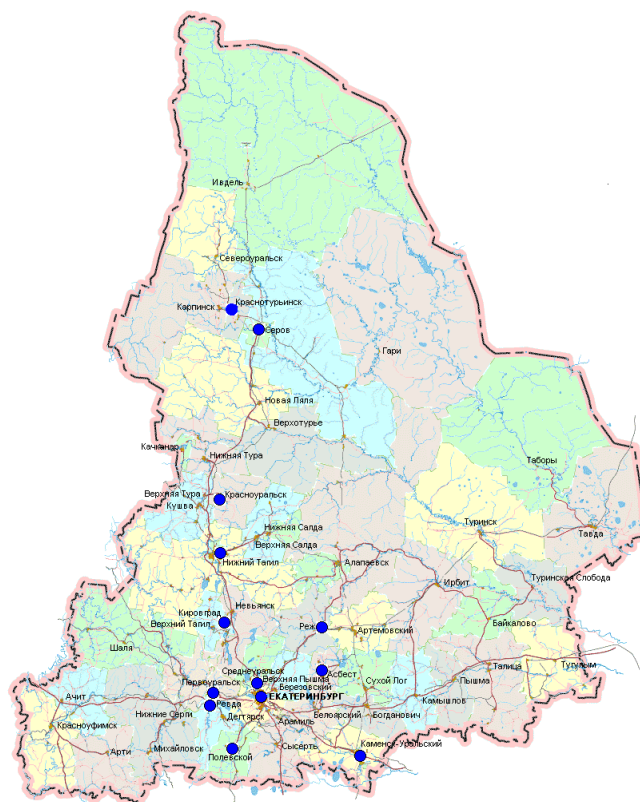 Ивдель
Североуральск
Карпинск
Краснотурьинск
Серов
Гари
Новая Ляля
Верхотурье
Качканар
Нижняя Тура
Таборы
Верхняя Тура
Красноуральск
Кушва
Туринск
Тавда
Нижняя Салда
Верхняя Салда
Нижний Тагил
Алапаевск
Туринская Слобода
Ирбит
Кировград
Невьянск
Верхний Тагил
Реж
Артемовский
Байкалово
Шаля
Среднеуральск
Верхняя Пышма
Асбест
Талица
Тугулым
Первоуральск
Березовский
Сухой Лог
Пышма
Ачит
ЕКАТЕРИНБУРГ
Камышлов
Ревда
Нижние Серги
Дегтярск
Арамиль
Белоярский
Богданович
Красноуфимск
Арти
Михайловск
Полевской
Сысерть
Каменск-Уральский